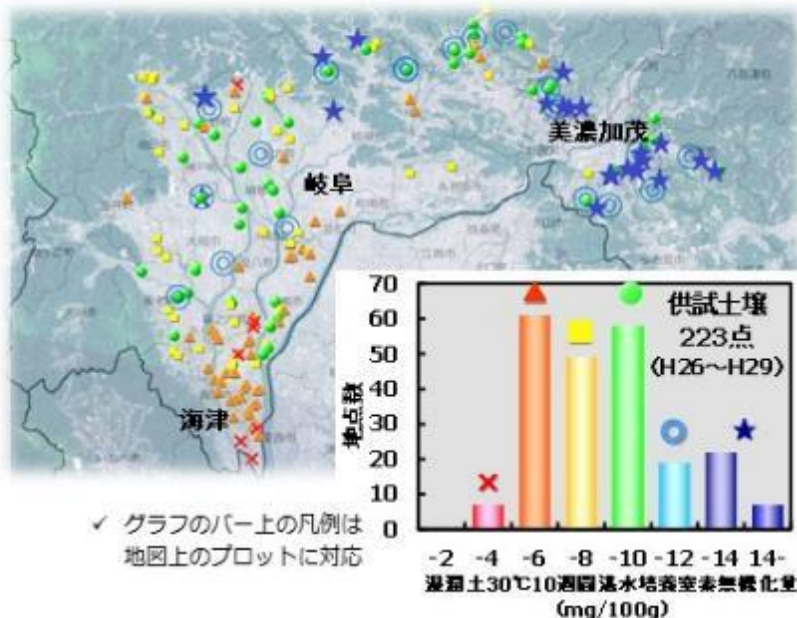 美濃加茂
岐阜
海津
供試土壌
223点
(H26～H29)
地点数
70
60
50
40
30
20
10
0
-2 -4 -6 -8 -10 -12 -14 14-
湿潤土30℃10週間湛水培養窒素無機化量
(mg/100g)
✓ グラフのバー上の凡例は
地図上のプロットに対応